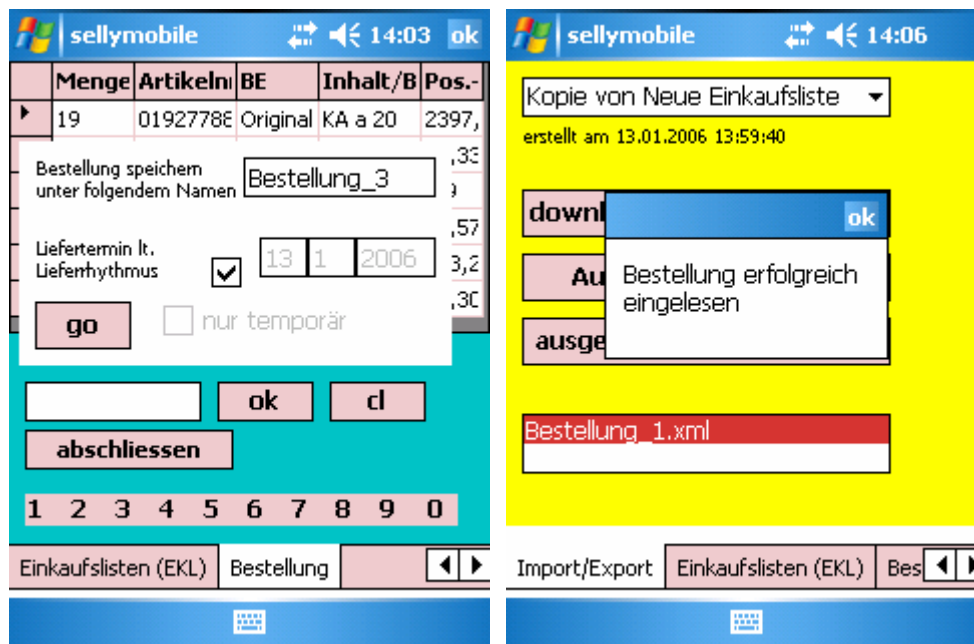 sellymobile 14:03 ok
Menge Artikelni BE Inhalt/B Pos.-
19 01927788 Original KA a 20 2397,
,33
Bestellung speichern
unter folgendem Namen Bestellung_3
9
,57
Liefertermin lt.
Lieferrhythmus 13 1 2006
3,2
,30
go nur temporär
ok cl
abschliessen
1 2 3 4 5 6 7 8 9 0
Einkaufslisten (EKL) Bestellung
sellymobile 14:06
Kopie von Neue Einkaufsliste
erstellt am 13.01.2006 13:59:40
downl
ok
Au
Bestellung erfolgreich
eingelesen
ausge
Bestellung_1.xml
Import/Export Einkaufslisten (EKL) Bes